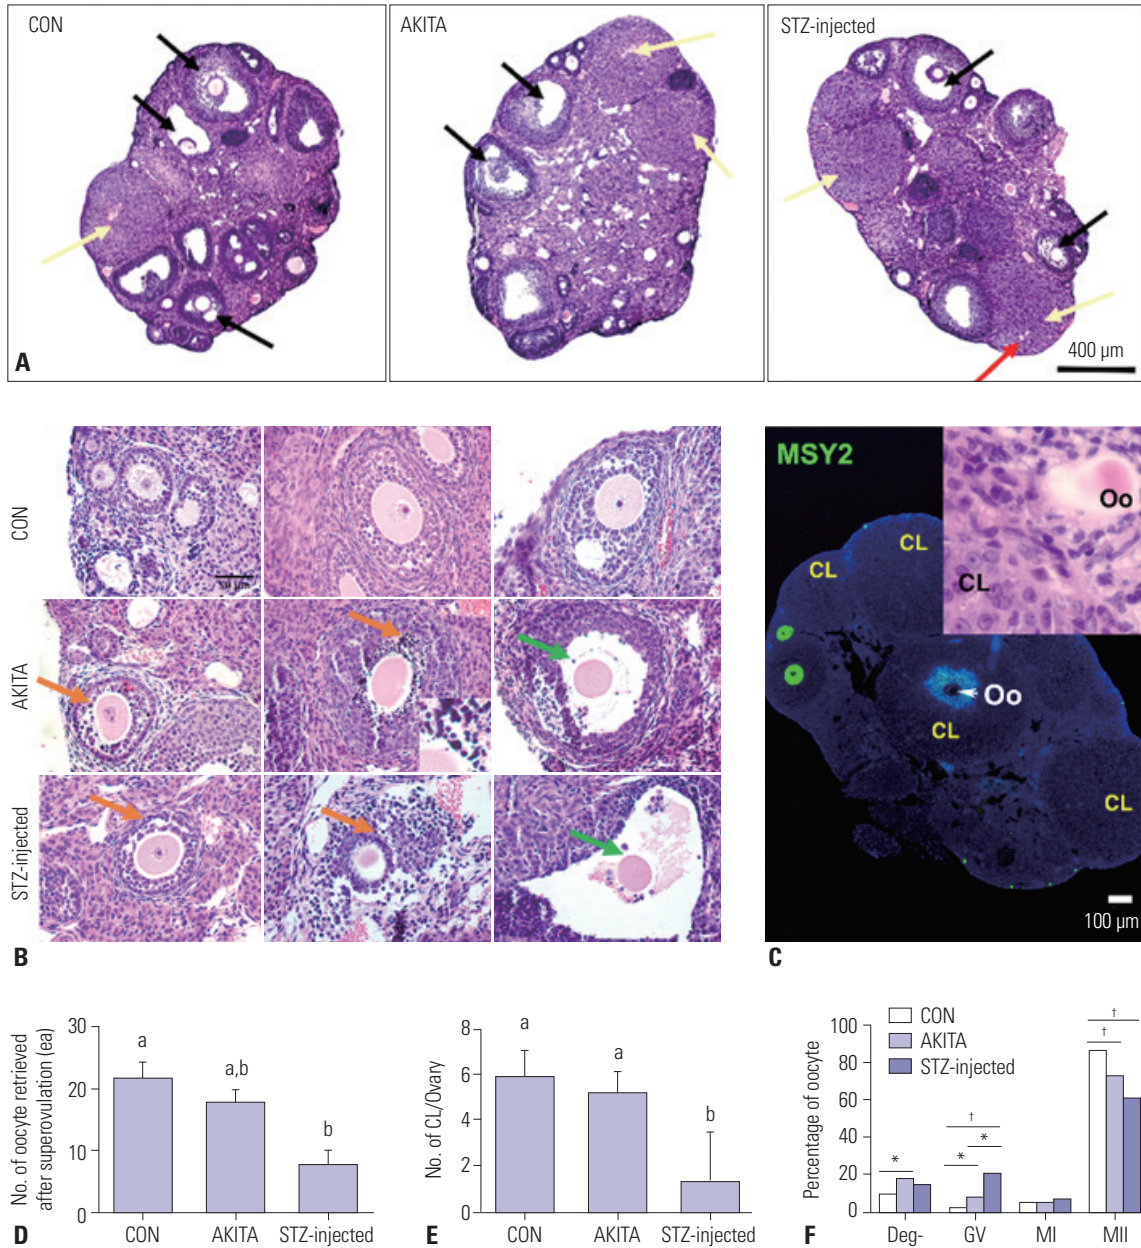 CON
AKITA
STZ-injected
A
400 µm
CON
50 µm
AKITA
STZ-injected
B
MSY2
Oo
CL
CL
CL
Oo
CL
CL
100 µm
C
No. of oocyte retrieved
after superovulation (ea)
30
20
10
0
a
a,b
b
CON
AKITA
STZ-injected
D
No. of CL/Ovary
8
6
4
2
0
a
a
b
CON
AKITA
STZ-injected
E
Percentage of oocyte
100
80
60
40
20
0
CON
AKITA
STZ-injected
*
*
†
*
†
†
Deg-
GV
MI
MII
F